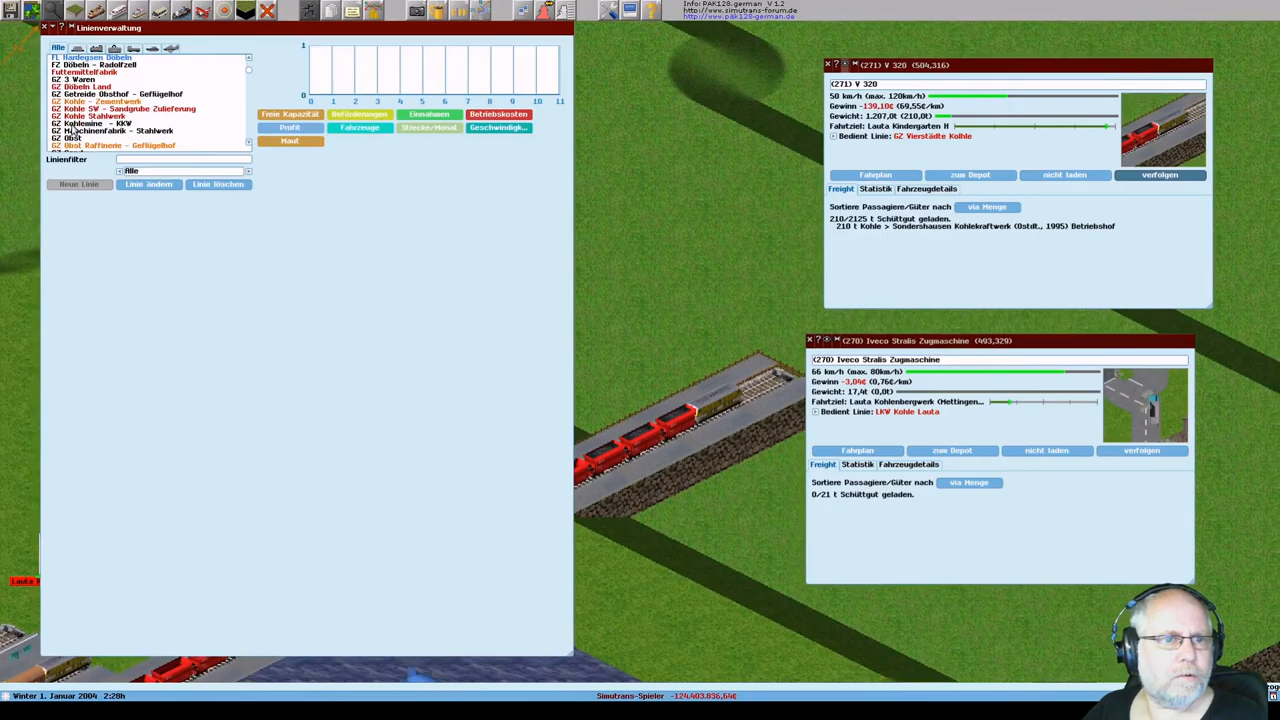 Info: PAK128.german V 1.2
http://www.simutrans-forum.de
http://www.pak128-german.de
Linienverwaltung
Alle
FL Hardegsen Döbeln
FZ Döbeln - Radolfzell
Futtermittelfabrik
GZ 3 Waren
GZ Döbeln Land
GZ Getreide Obsthof - Geflügelhof
GZ Kohle - Zementwerk
GZ Kohle SW - Sandgrube Zulieferung
GZ Kohle Stahlwerk
GZ Kohlemine - KKW
GZ Maschinenfabrik - Stahlwerk
GZ Obst
GZ Obst Raffinerie - Geflügelhof
Linienfilter
Alle
Neue Linie
Linie ändern
Linie löschen
1
0
0 1 2 3 4 5 6 7 8 9 10 11
Freie Kapazität
Beförderungen
Einnahmen
Betriebskosten
Profit
Fahrzeuge
Strecke/Monat
Geschwindigk...
Maut
(271) V 320 (504,316)
(271) V 320
50 km/h (max. 120km/h)
Gewinn -139,10¢ (69,55¢/km)
Gewicht: 1.207,0t (210,0t)
Fahrtziel: Lauta Kindergarten H
Bedient Linie: GZ Vierstädte Kolhle
Fahrplan
zum Depot
nicht laden
verfolgen
Freight Statistik Fahrzeugdetails
Sortiere Passagiere/Güter nach
via Menge
210/2125 t Schüttgut geladen.
210 t Kohle > Sondershausen Kohlekraftwerk (Ostdt., 1995) Betriebshof
(270) Iveco Stralis Zugmaschine (493,329)
(270) Iveco Stralis Zugmaschine
66 km/h (max. 80km/h)
Gewinn -3,04¢ (0,76¢/km)
Gewicht: 17,4t (0,0t)
Fahrtziel: Lauta Kohlenbergwerk (Mettingen...
Bedient Linie: LKW Kohle Lauta
Fahrplan
zum Depot
nicht laden
verfolgen
Freight Statistik Fahrzeugdetails
Sortiere Passagiere/Güter nach
via Menge
0/21 t Schüttgut geladen.
Lauta
Winter 1. Januar 2004 2:28h
Simutrans-Spieler
-124.403.836,64¢